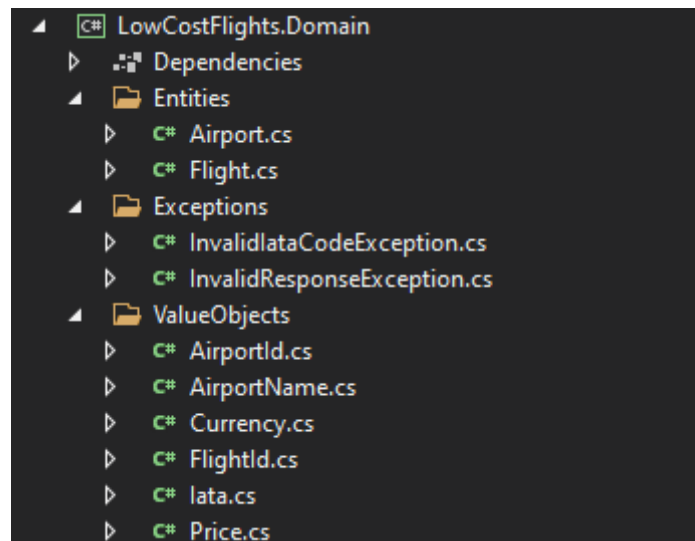 C# LowCostFlights.Domain
Dependencies
Entities
C# Airport.cs
C# Flight.cs
Exceptions
C# InvalidIataCodeException.cs
C# InvalidResponseException.cs
ValueObjects
C# AirportId.cs
C# AirportName.cs
C# Currency.cs
C# FlightId.cs
C# Iata.cs
C# Price.cs